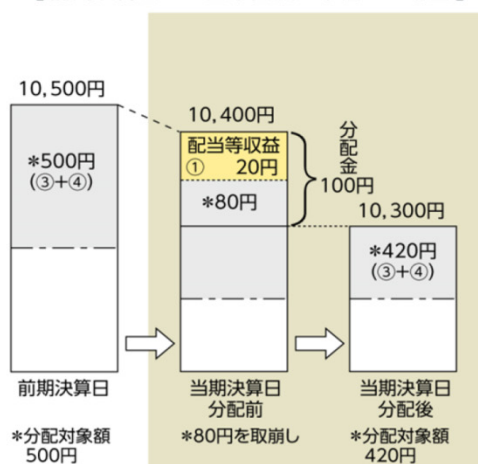 10,500円
*500円
(③+④)
10,400円
配当等収益
① 20円
*80円
分配金
100円
10,300円
*420円
(③+④)
前期決算日
当期決算日
分配前
当期決算日
分配後
*分配対象額
500円
*80円を取崩し
*分配対象額
420円